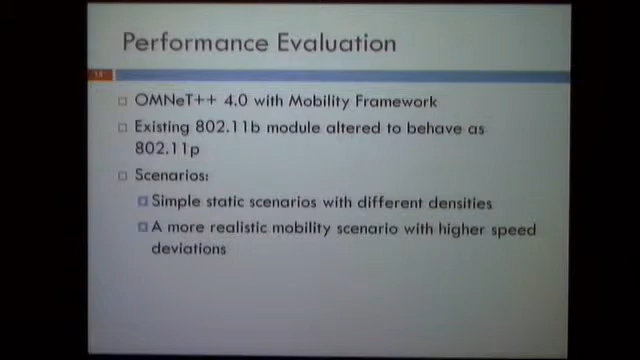 Performance Evaluation
OMNeT++ 4.0 with Mobility Framework
Existing 802.11b module altered to behave as
802.11p
Scenarios:
Simple static scenarios with different densities
A more realistic mobility scenario with higher speed
deviations